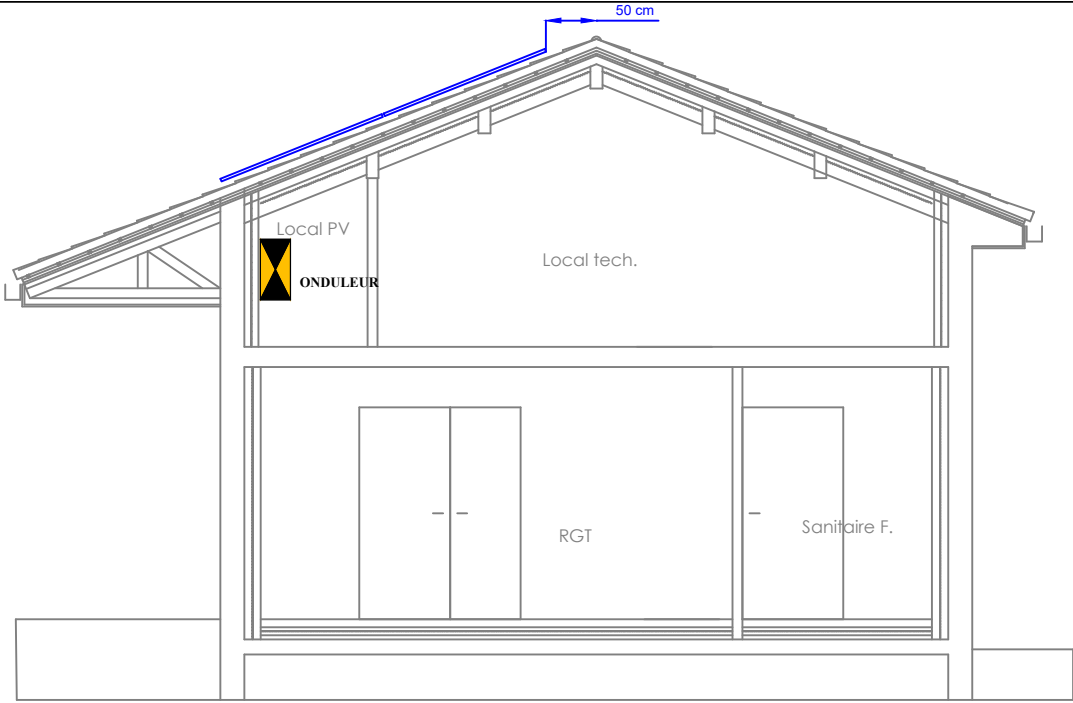 50 cm
Local PV
Local tech.
ONDULEUR
RGT
Sanitaire F.